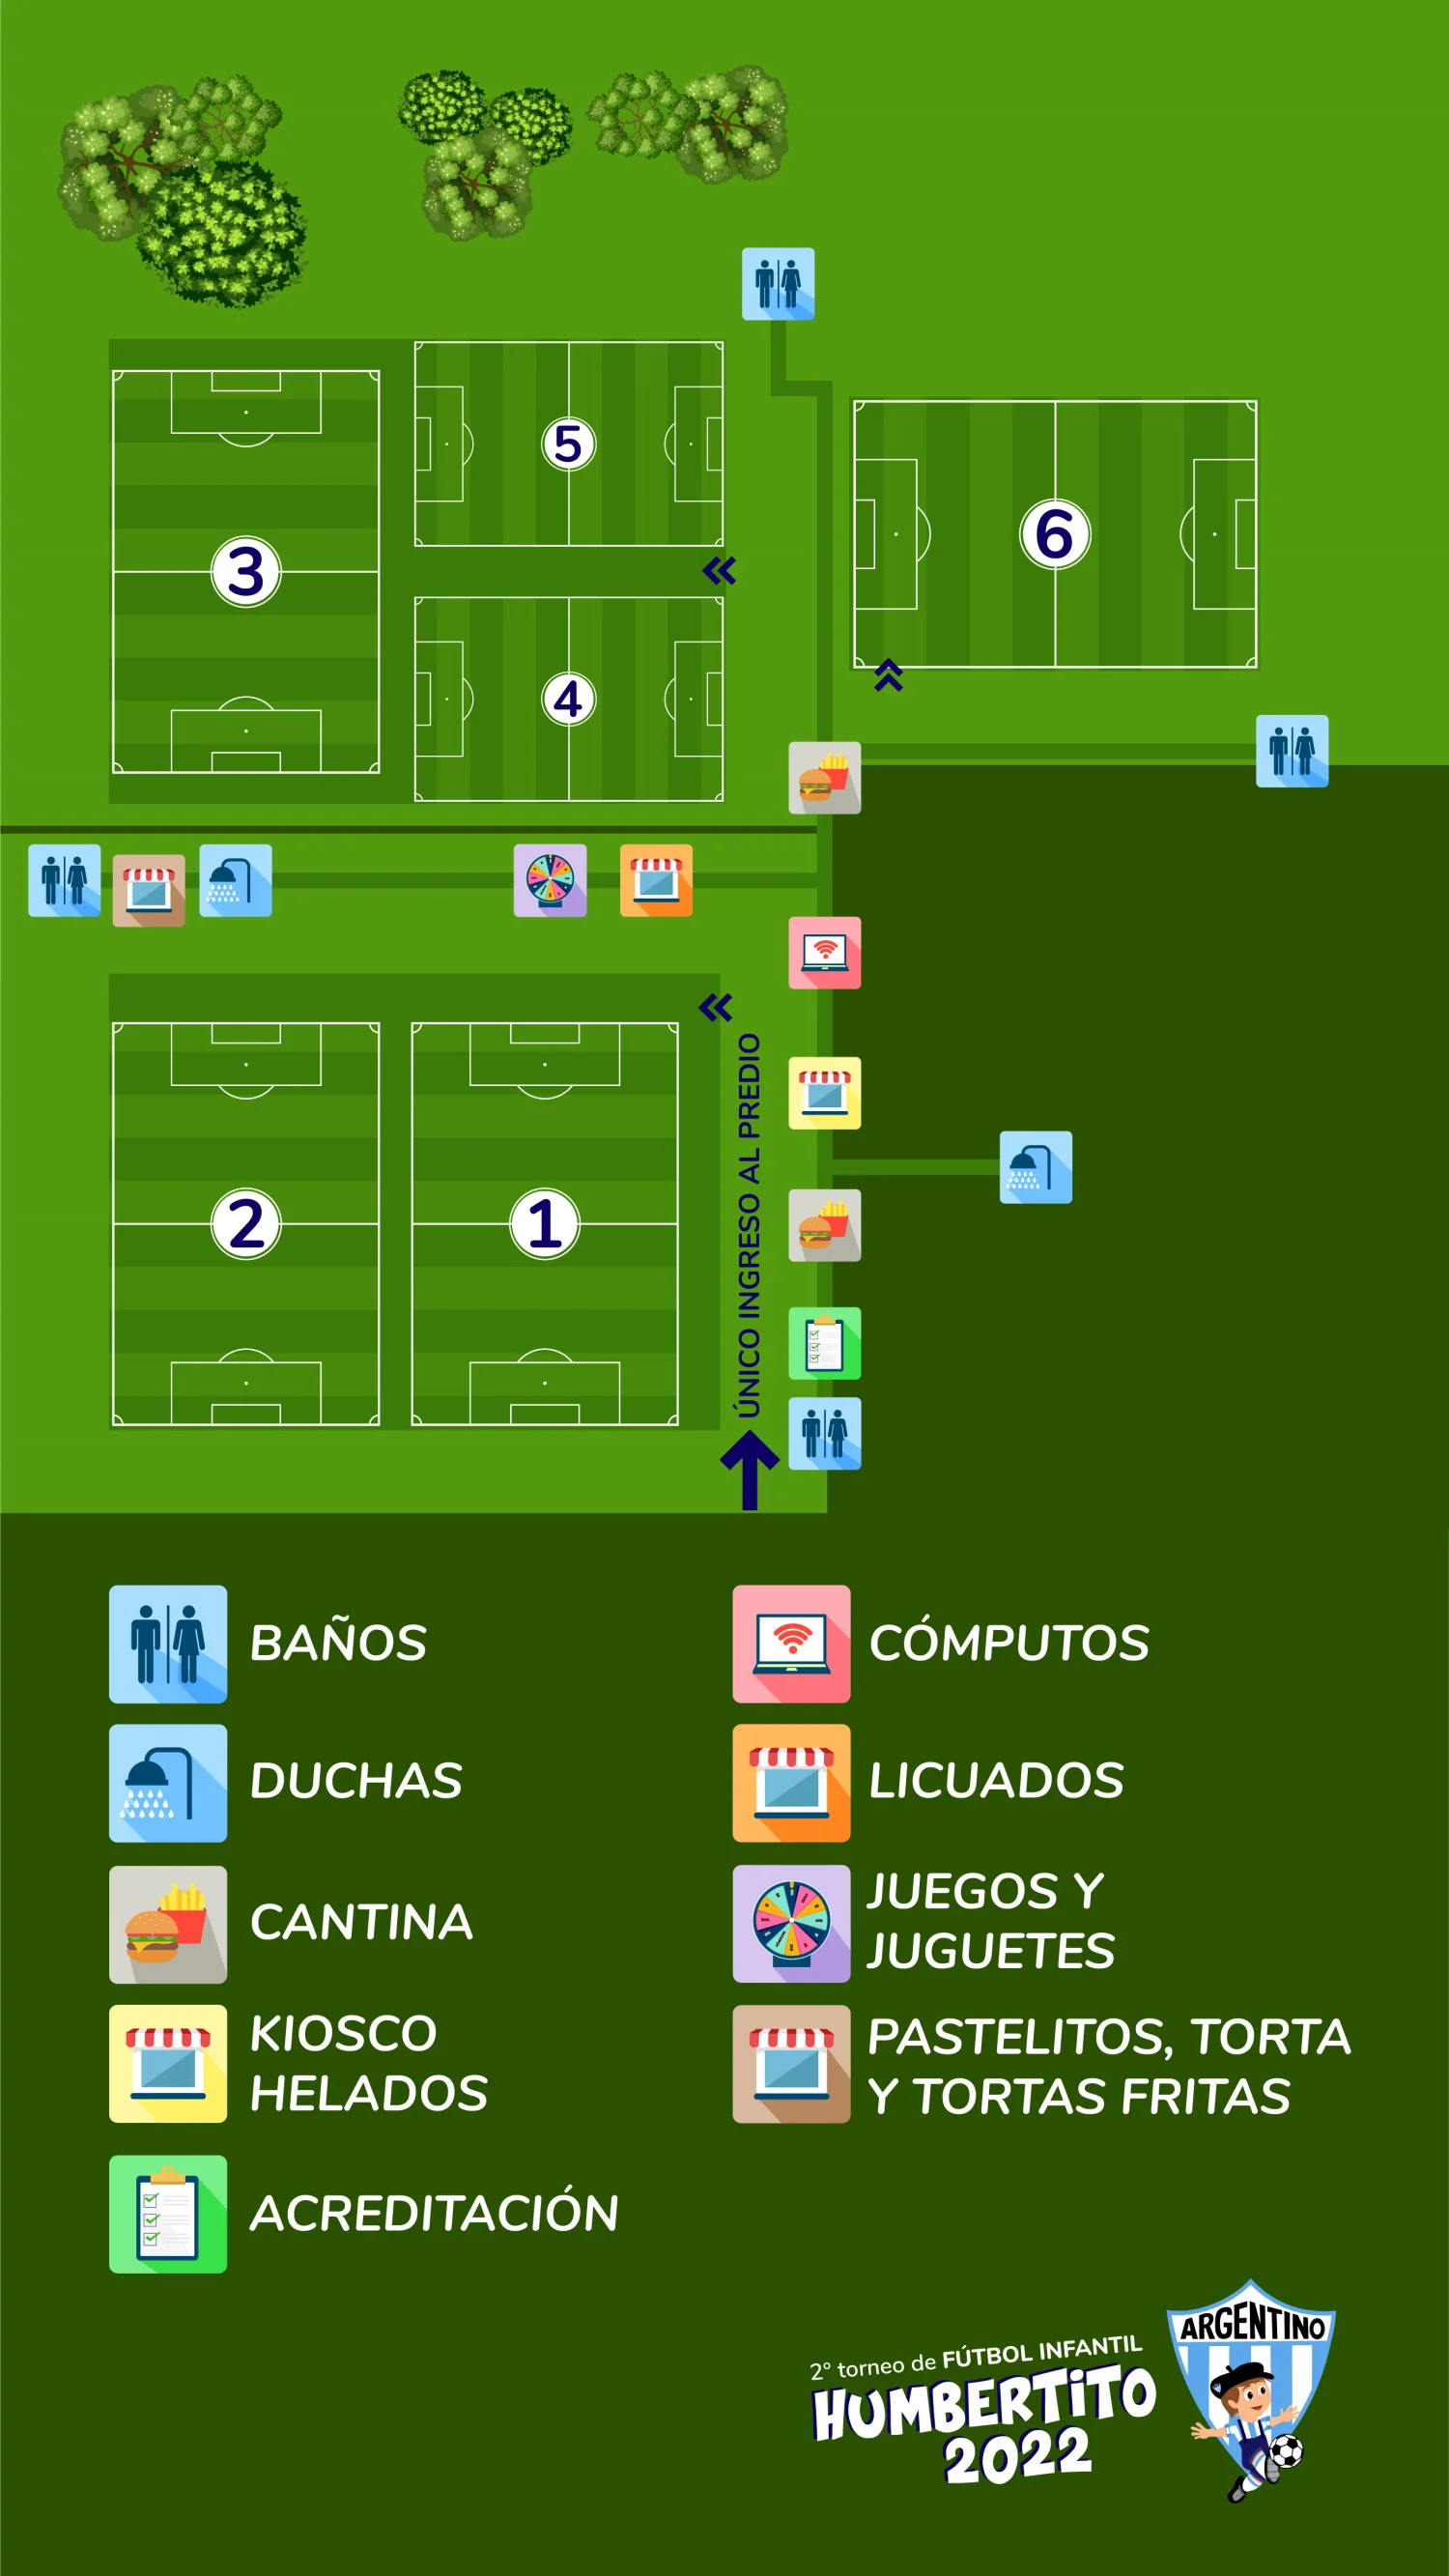 5
3
6
4
ÚNICO INGRESO AL PREDIO
2
1
BAÑOS
CÓMPUTOS
DUCHAS
LICUADOS
CANTINA
JUEGOS Y
JUGUETES
KIOSCO
HELADOS
PASTELITOS, TORTA
Y TORTAS FRITAS
ACREDITACIÓN
ARGENTINO
2° torneo de FÚTBOL INFANTIL
HUMBERTiTO
2022